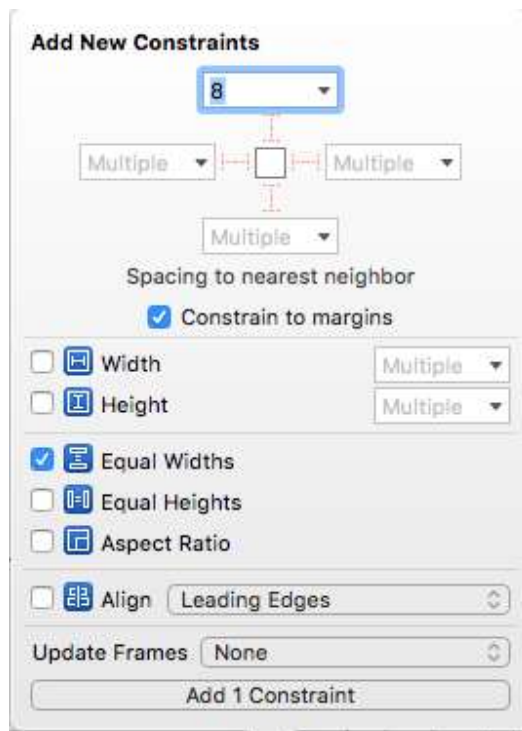 Add New Constraints
8
Multiple Multiple
Multiple
Spacing to nearest neighbor
Constrain to margins
Width Multiple
Height Multiple
Equal Widths
Equal Heights
Aspect Ratio
Align Leading Edges
Update Frames None
Add 1 Constraint